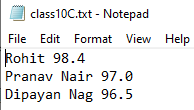 class10C.txt - Notepad
File Edit Format View Help
Rohit 98.4
Pranav Nair 97.0
Dipayan Nag 96.5